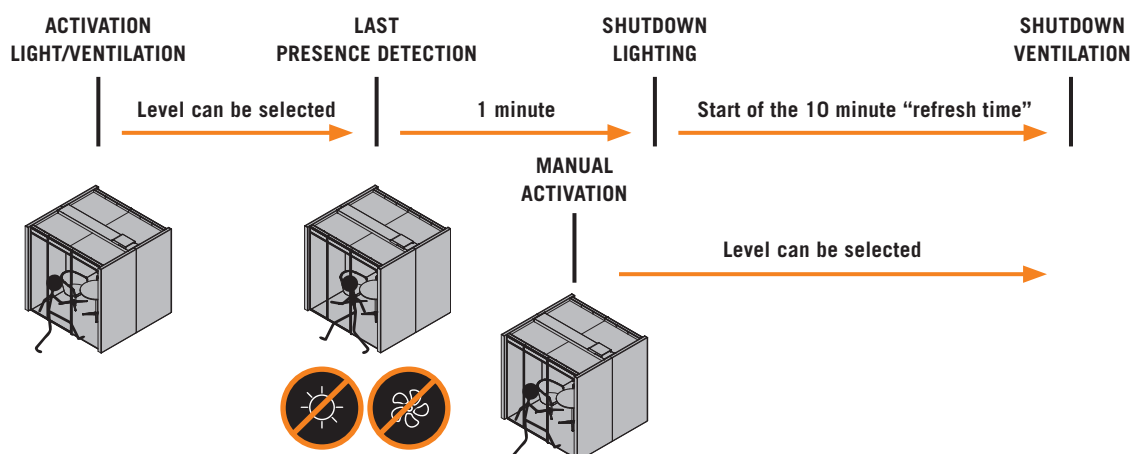 ACTIVATION
LIGHT/VENTILATION
LAST
PRESENCE DETECTION
SHUTDOWN
LIGHTING
SHUTDOWN
VENTILATION
Level can be selected
1 minute
Start of the 10 minute “refresh time”
MANUAL
ACTIVATION
Level can be selected